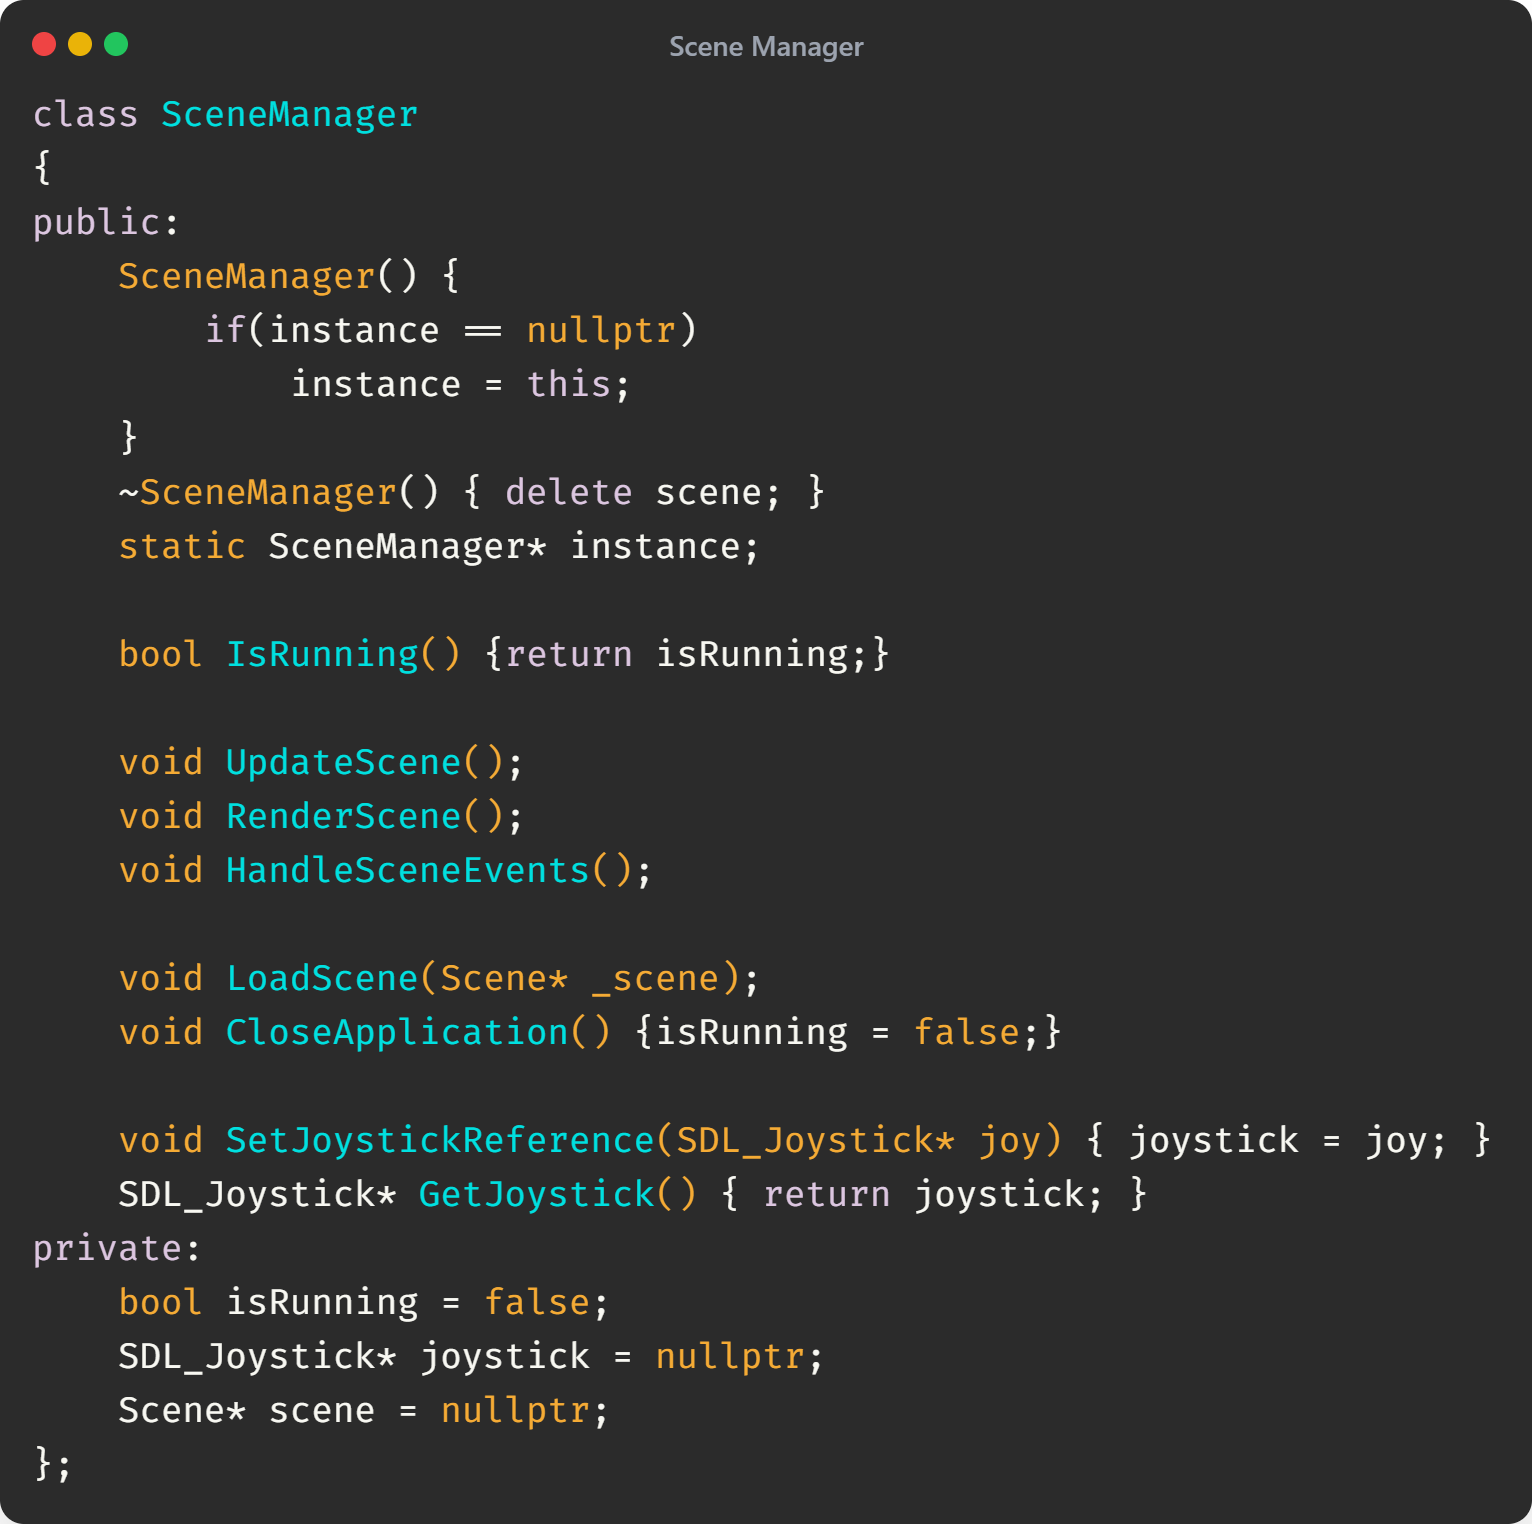 Scene Manager
class SceneManager
{
public:
    SceneManager() {
        if(instance == nullptr)
            instance = this;
    }
    ~SceneManager() { delete scene; }
    static SceneManager* instance;

    bool IsRunning() {return isRunning;}

    void UpdateScene();
    void RenderScene();
    void HandleSceneEvents();

    void LoadScene(Scene* _scene);
    void CloseApplication() {isRunning = false;}

    void SetJoystickReference(SDL_Joystick* joy) { joystick = joy; }
    SDL_Joystick* GetJoystick() { return joystick; }
private:
    bool isRunning = false;
    SDL_Joystick* joystick = nullptr;
    Scene* scene = nullptr;
};